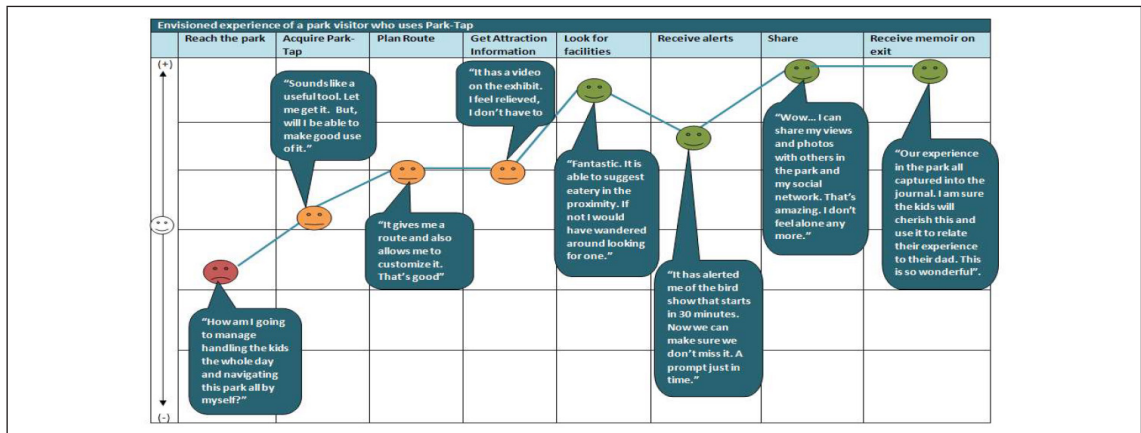 Envisioned experience of a park visitor who uses Park-Tap
Reach the park
Acquire Park-
Tap
Plan Route
Get Attraction
Information
Look for
facilities
Receive alerts
Share
Receive memoir on
exit
(+)
(-)
“How am I going
to manage
handling the kids
the whole day
and navigating
this park all by
myself?”
“Sounds like a
useful tool. Let
me get it.  But,
will I be able to
make good use
of it.”
“It gives me a
route and also
allows me to
customize it.
That’s good”
“It has a video
on the exhibit.
I feel relieved,
I don’t have to
“Fantastic. It is
able to suggest
eatery in the
proximity. If
not I would
have wandered
around looking
for one.”
“It has alerted
me of the bird
show that starts
in 30 minutes.
Now we can
make sure we
don’t miss it. A
prompt just in
time.”
“Wow... I can
share my views
and photos
with others in
the park and
my social
network. That’s
amazing. I don’t
feel alone any
more.”
“Our experience
in the park all
captured into the
journal. I am sure
the kids will
cherish this and
use it to relate
their experience
to their dad. This
is so wonderful”.